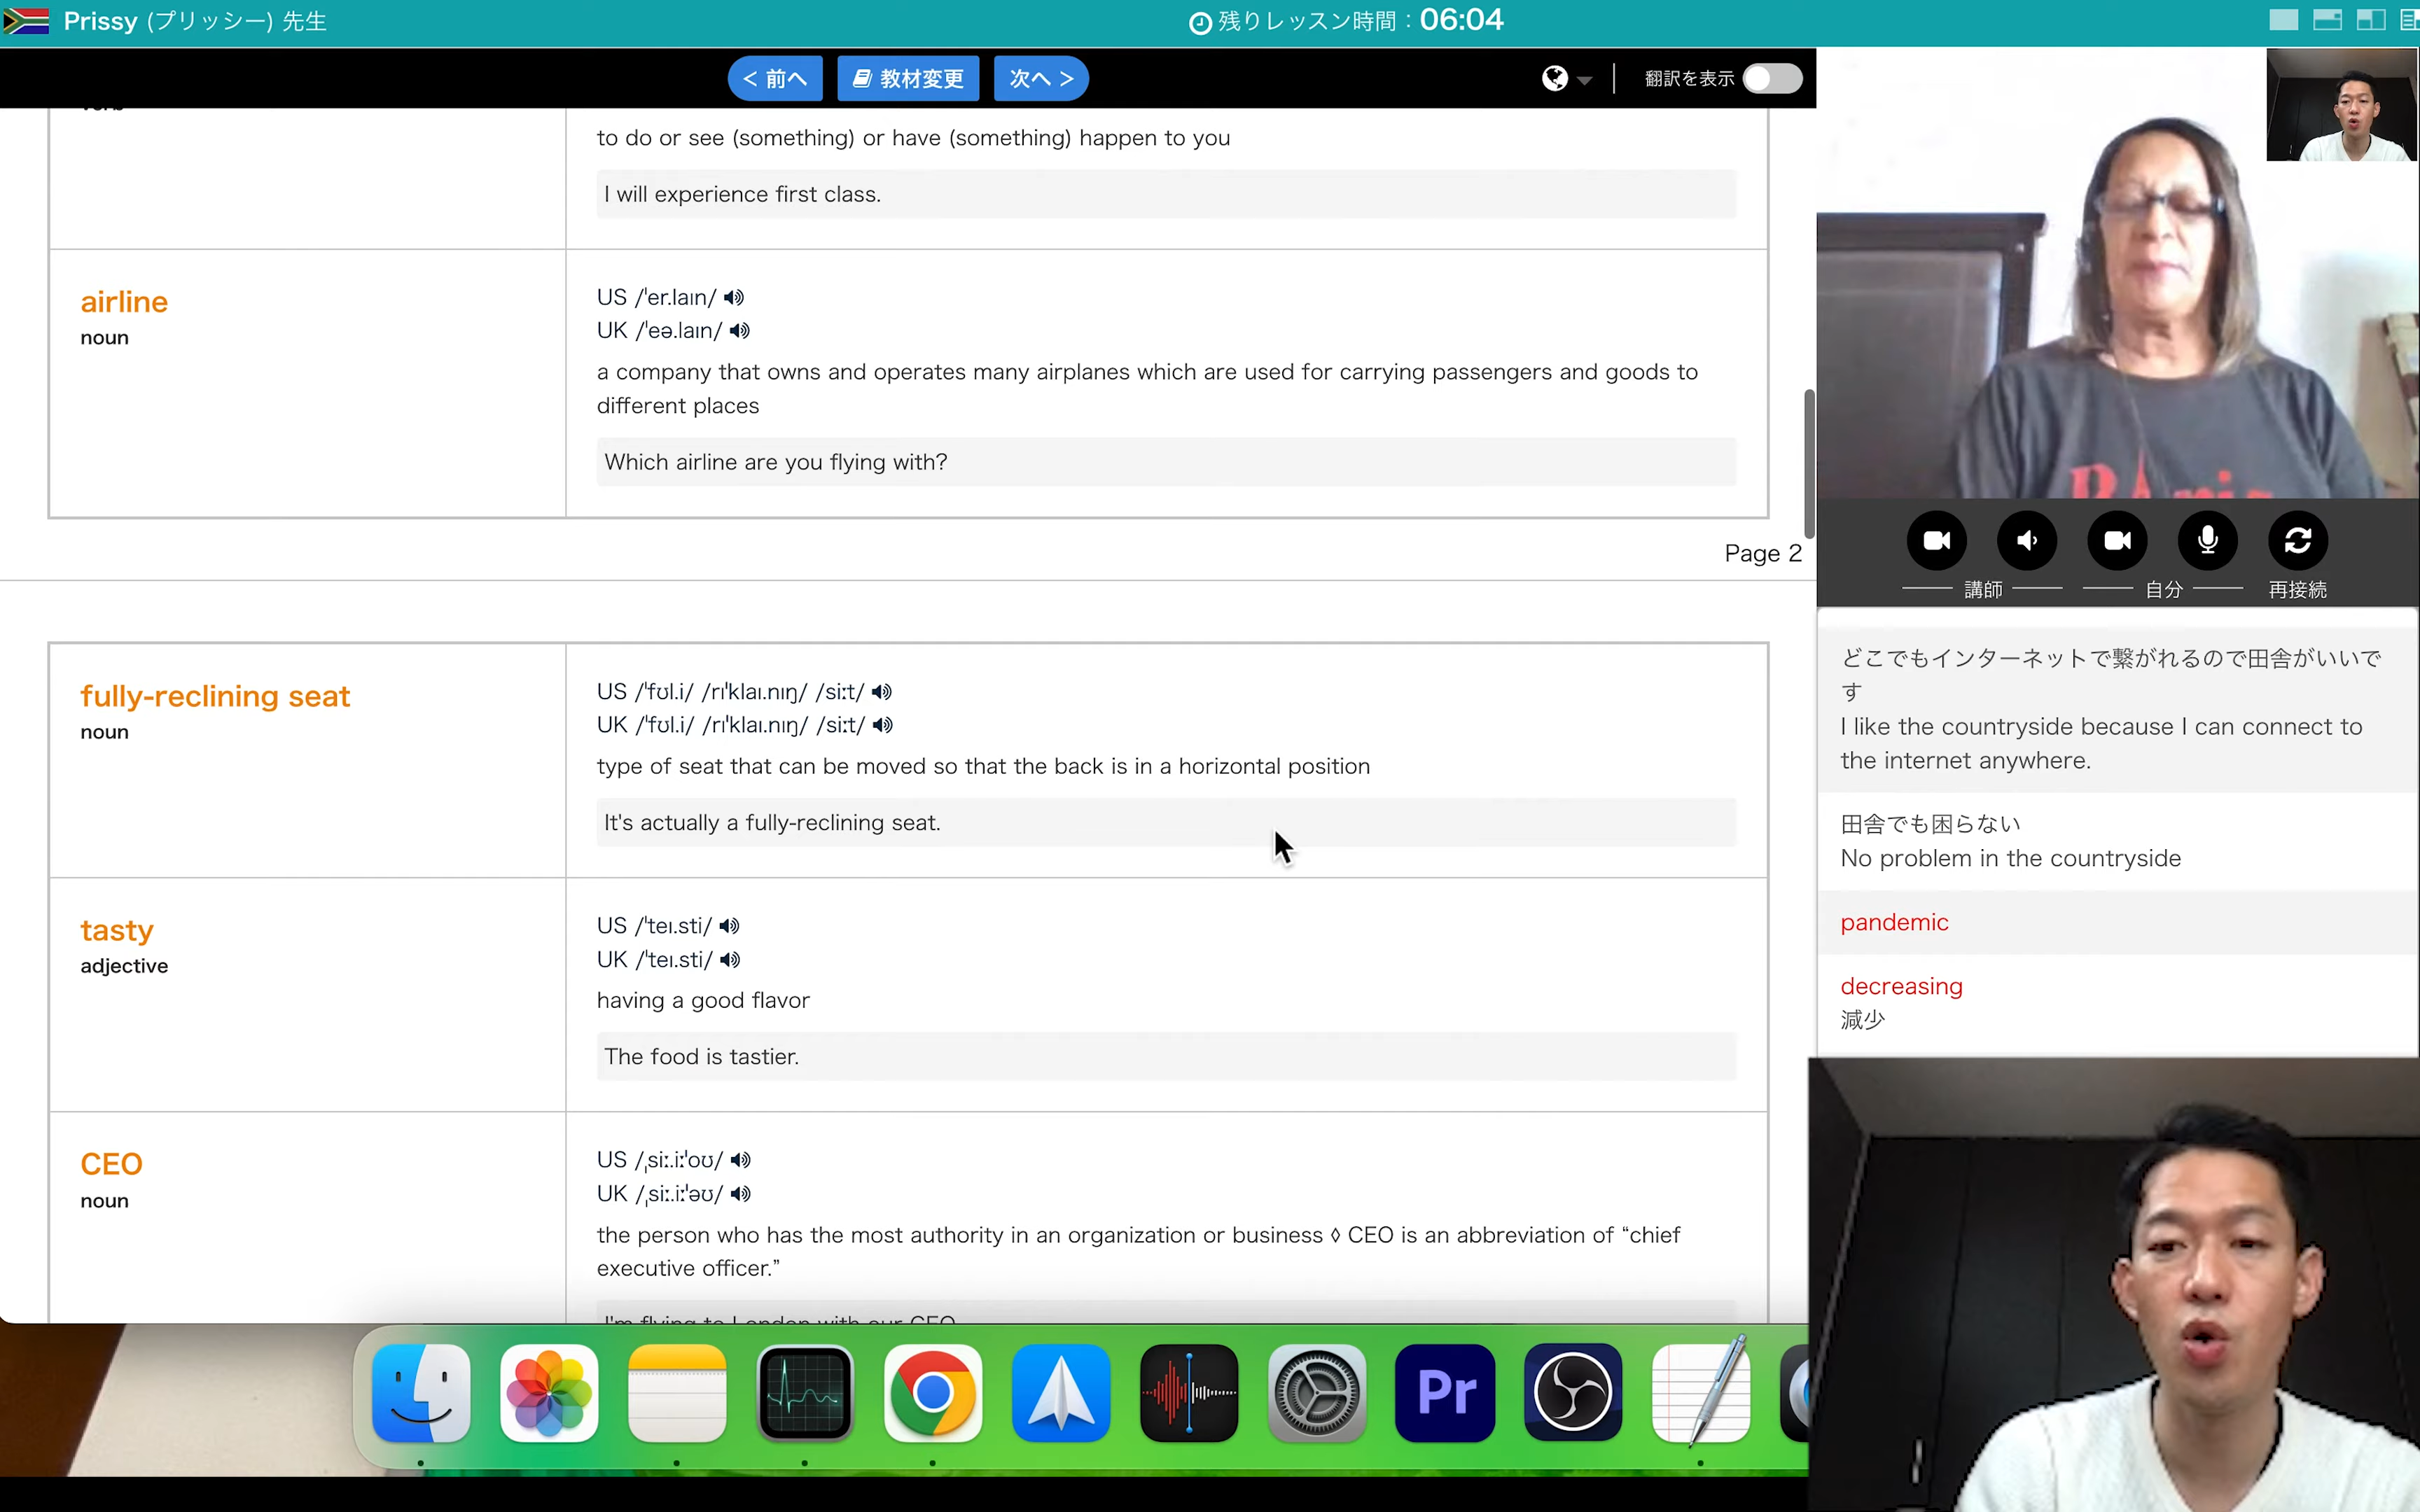 Prissy (プリッシー) 先生
残りレッスン時間：06:04
< 前へ
教材変更
次へ >
翻訳を表示
verb
to do or see (something) or have (something) happen to you
I will experience first class.
airline
noun
US /ˈer.laɪn/
UK /ˈeə.laɪn/
a company that owns and operates many airplanes which are used for carrying passengers and goods to
different places
Which airline are you flying with?
Page 2
fully-reclining seat
noun
US /ˈfʊl.i/ /rɪˈklaɪ.nɪŋ/ /siːt/
UK /ˈfʊl.i/ /rɪˈklaɪ.nɪŋ/ /siːt/
type of seat that can be moved so that the back is in a horizontal position
It's actually a fully-reclining seat.
tasty
adjective
US /ˈteɪ.sti/
UK /ˈteɪ.sti/
having a good flavor
The food is tastier.
CEO
noun
US /ˌsiː.iːˈoʊ/
UK /ˌsiː.iːˈəʊ/
the person who has the most authority in an organization or business ◊ CEO is an abbreviation of “chief
executive officer.”
I'm flying to London with our CEO.
Paris
講師
自分
再接続
どこでもインターネットで繋がれるので田舎がいいで
す
I like the countryside because I can connect to
the internet anywhere.
田舎でも困らない
No problem in the countryside
pandemic
decreasing
減少
Pr